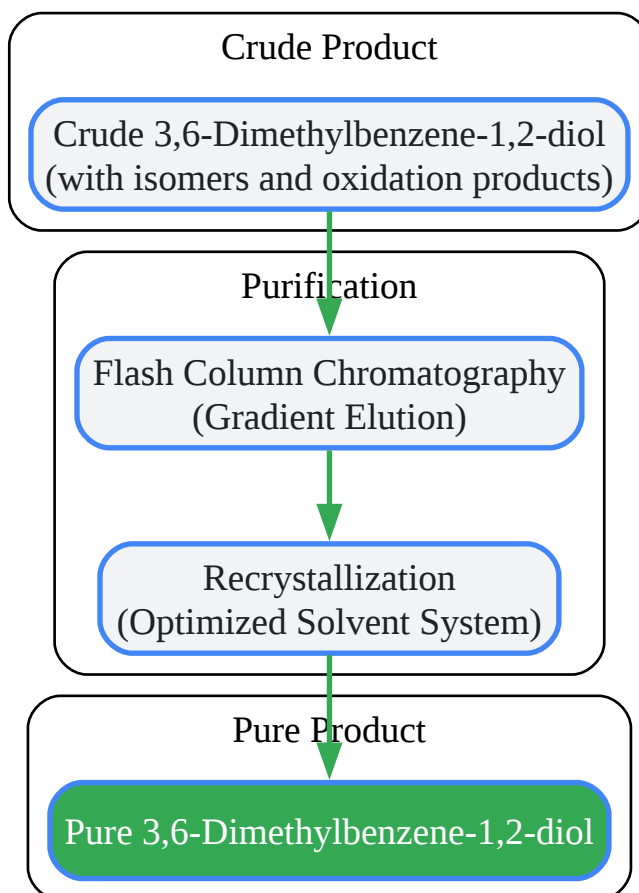 Crude Product
Crude 3,6-Dimethylbenzene-1,2-diol
(with isomers and oxidation products)
Purification
Flash Column Chromatography
(Gradient Elution)
Recrystallization
(Optimized Solvent System)
Pure Product
Pure 3,6-Dimethylbenzene-1,2-diol